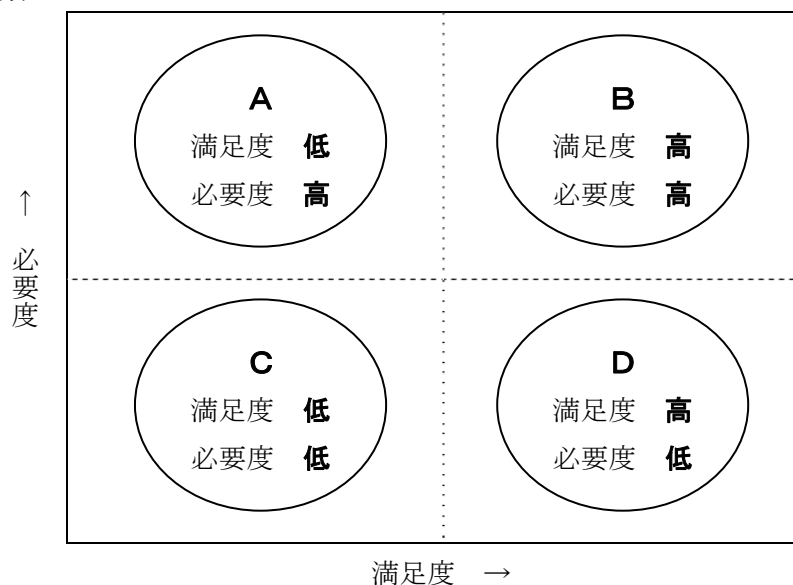 A
満足度 低
必要度 高
B
満足度 高
必要度 高
↑ 必要度
C
満足度 低
必要度 低
D
満足度 高
必要度 低
満足度 →